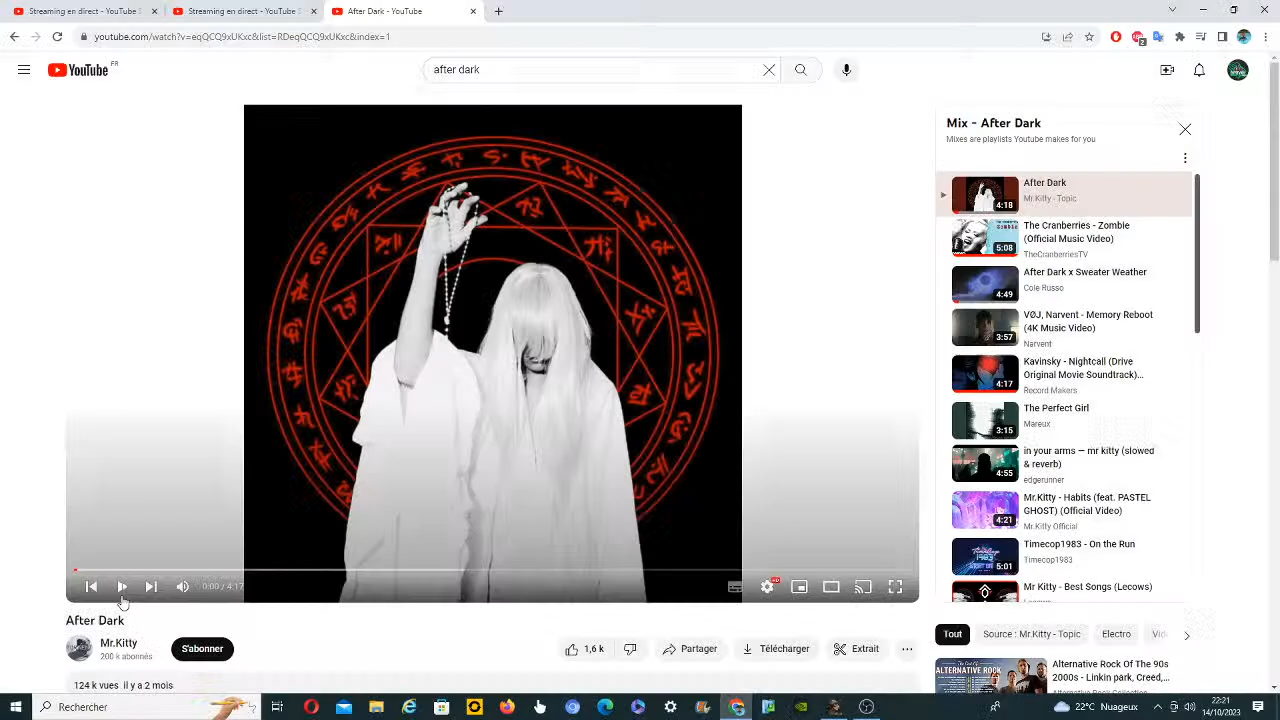 Streaming en direct - YouTube S
Streaming en direct - YouTube S
After Dark - YouTube
youtube.com/watch?v=eqQCQ9xUKxc&list=RDeqQCQ9xUKxc&index=1
YouTube FR
after dark
Mix - After Dark
Mixes are playlists Youtube makes for you
After Dark
Mr.Kitty - Topic
4:18
The Cranberries - Zombie
(Official Music Video)
TheCranberriesTV
5:08
After Dark x Sweater Weather
Cole Russo
4:49
VØJ, Narvent - Memory Reboot
(4K Music Video)
Narvent
3:57
Kavinsky - Nightcall (Drive
Original Movie Soundtrack)...
Record Makers
4:17
The Perfect Girl
Mareux
3:15
in your arms — mr kitty (slowed
& reverb)
edgerunner
4:55
Mr.Kitty - Habits (feat. PASTEL
GHOST) (Official Video)
Mr.Kitty Official
4:21
Timecop1983 - On the Run
Timecop1983
5:01
Mr Kitty - Best Songs (Lecows)
0:00 / 4:17
After Dark
Mr.Kitty
200 k abonnés
S'abonner
1,6 k
Partager
Télécharger
Extrait
124 k vues il y a 2 mois
Tout
Source : Mr.Kitty - Topic
Electro
Vid
Alternative Rock Of The 90s
2000s - Linkin park, Creed,...
ALTERNATIVE ROCK
Rechercher
22°C Nuageux
22:21
14/10/2023